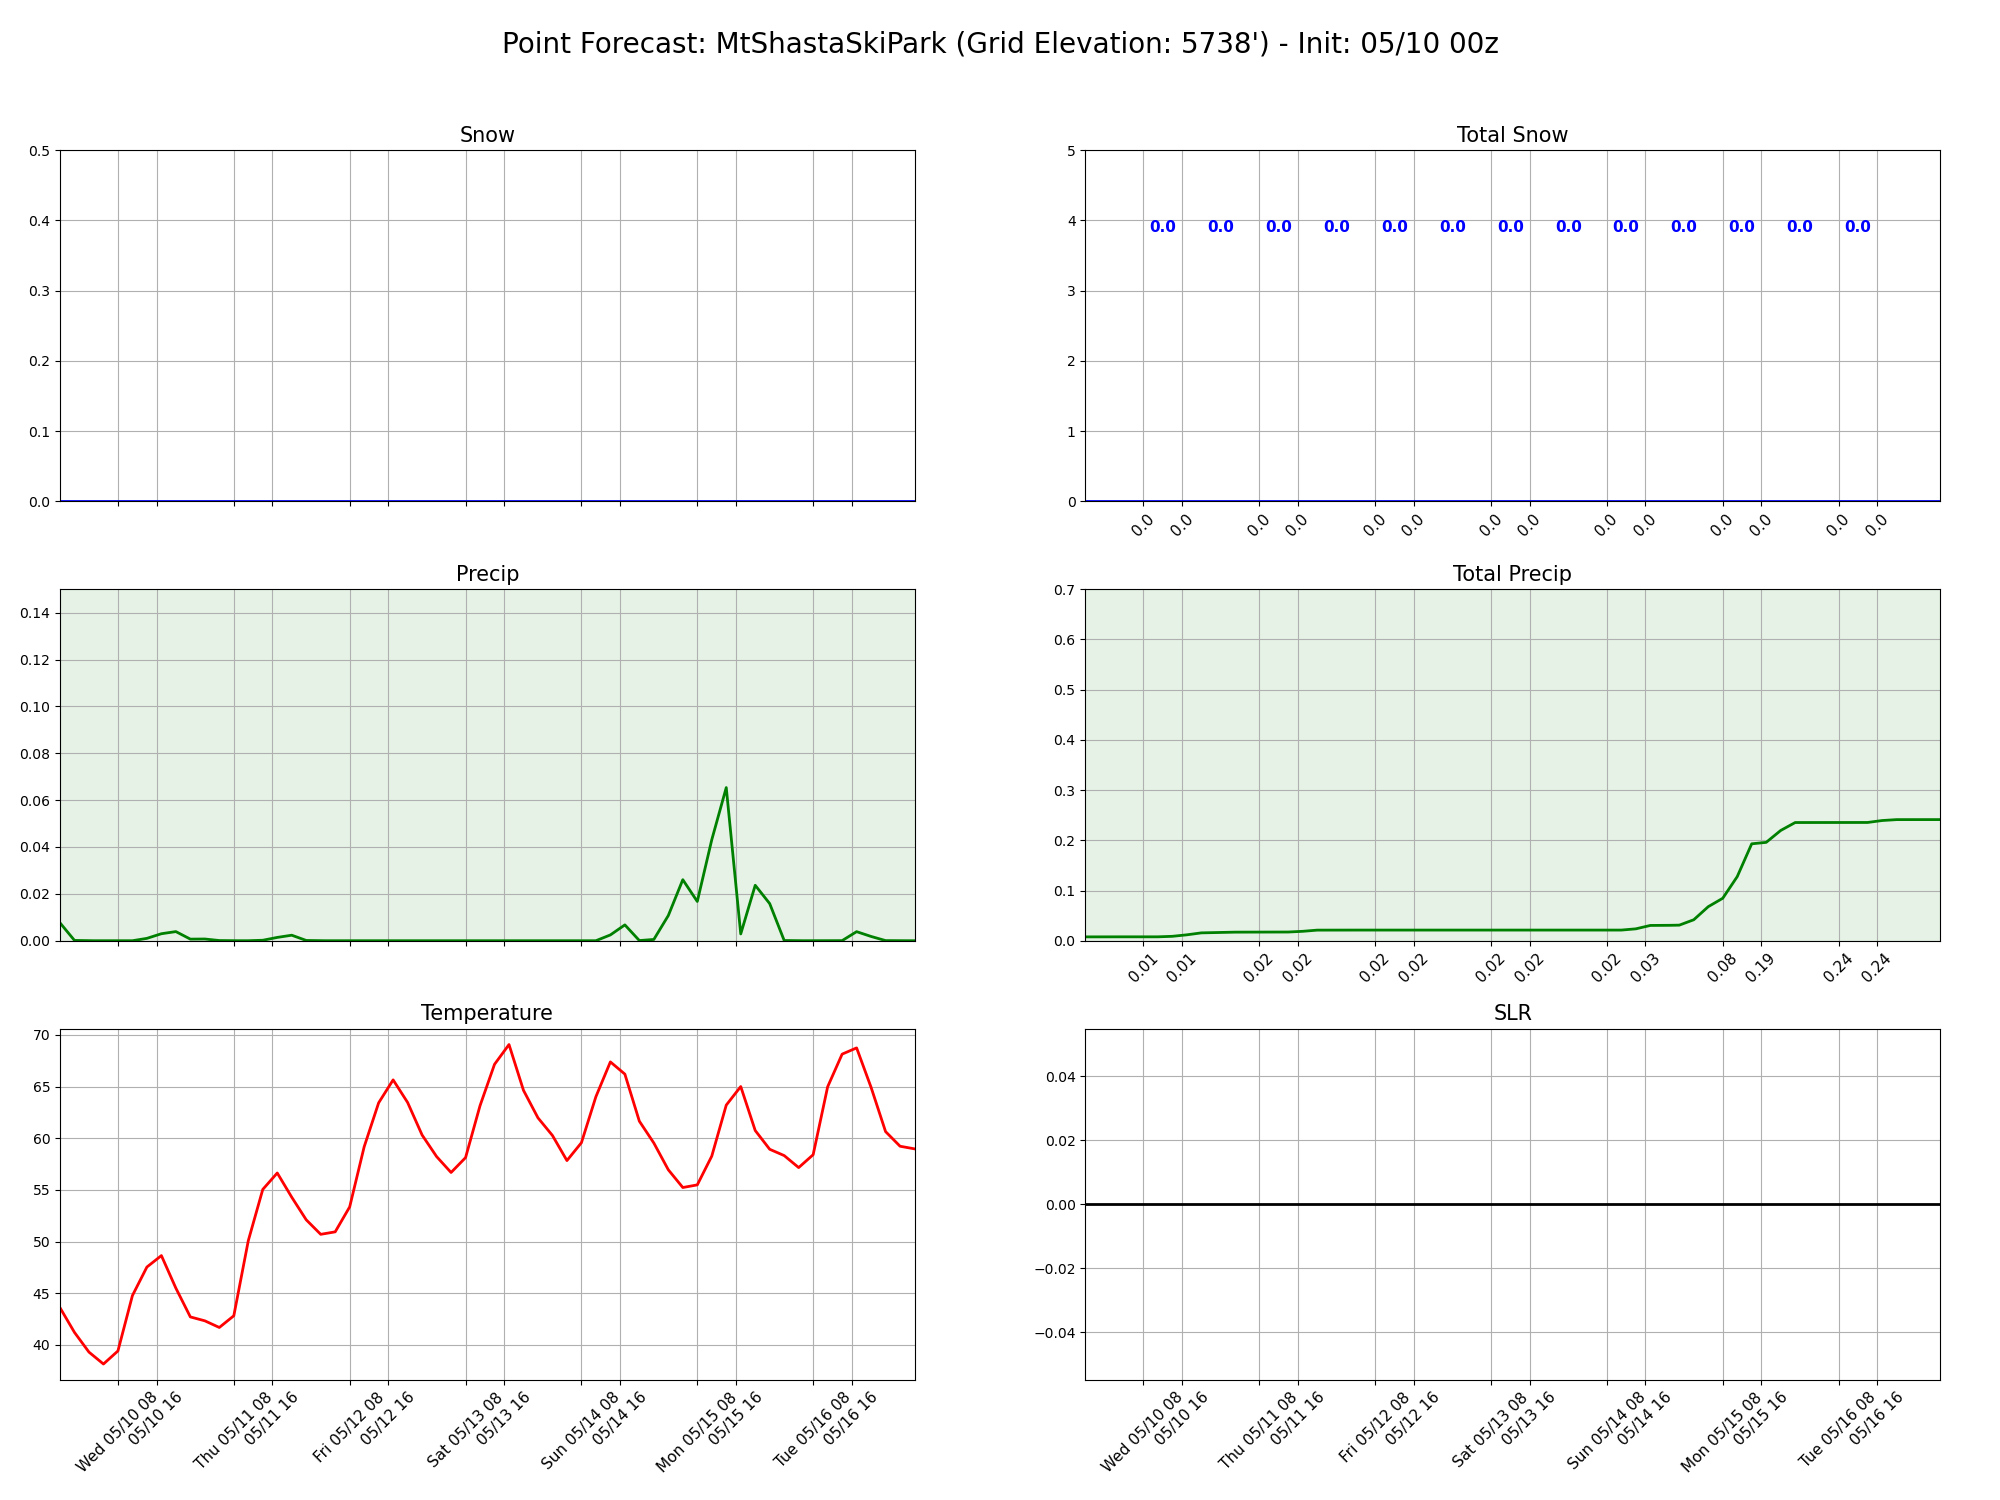 Point Forecast: MtShastaSkiPark (Grid Elevation: 5738') - Init: 05/10 00z
Snow
0.5
0.4
0.3
0.2
0.1
0.0
Total Snow
5
4
3
2
1
0
0.0 0.0 0.0 0.0 0.0 0.0 0.0 0.0 0.0 0.0 0.0 0.0 0.0
0.0 0.0 0.0 0.0 0.0 0.0 0.0 0.0 0.0 0.0 0.0 0.0 0.0 0.0
Precip
0.14
0.12
0.10
0.08
0.06
0.04
0.02
0.00
Total Precip
0.7
0.6
0.5
0.4
0.3
0.2
0.1
0.0
0.01 0.01 0.02 0.02 0.02 0.02 0.02 0.02 0.02 0.03 0.08 0.19 0.24 0.24
Temperature
70
65
60
55
50
45
40
Wed 05/10 08
05/10 16
Thu 05/11 08
05/11 16
Fri 05/12 08
05/12 16
Sat 05/13 08
05/13 16
Sun 05/14 08
05/14 16
Mon 05/15 08
05/15 16
Tue 05/16 08
05/16 16
SLR
0.04
0.02
0.00
−0.02
−0.04
Wed 05/10 08
05/10 16
Thu 05/11 08
05/11 16
Fri 05/12 08
05/12 16
Sat 05/13 08
05/13 16
Sun 05/14 08
05/14 16
Mon 05/15 08
05/15 16
Tue 05/16 08
05/16 16